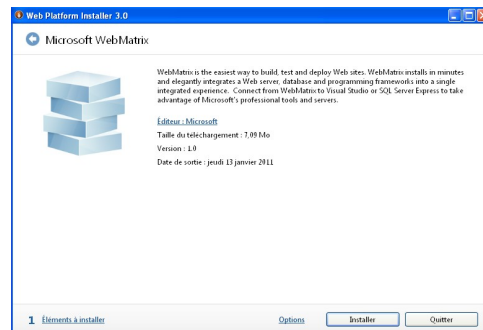 Web Platform Installer 3.0
Microsoft WebMatrix
WebMatrix is the easiest way to build, test and deploy Web sites. WebMatrix installs in minutes
and elegantly integrates a Web server, database and programming frameworks into a single
integrated experience. Connect from WebMatrix to Visual Studio or SQL Server Express to take
advantage of Microsoft's professional tools and servers.
Éditeur : Microsoft
Taille du téléchargement : 7,09 Mo
Version : 1.0
Date de sortie : jeudi 13 janvier 2011
1 Éléments à installer Options Installer Quitter